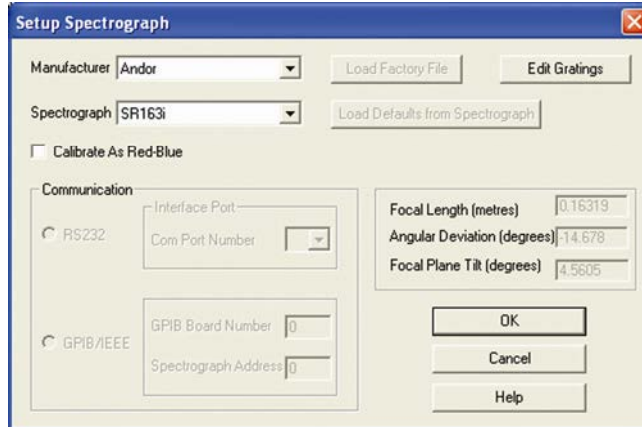 Setup Spectrograph
Manufacturer Andor Load Factory File Edit Gratings
Spectrograph SR163i Load Defaults from Spectrograph
Calibrate As Red-Blue
Communication
Interface Port
RS232
Com Port Number
GPIB/IEEE
GPIB Board Number 0
Spectrograph Address 0
Focal Length (metres) 0.16319
Angular Deviation (degrees) -14.678
Focal Plane Tilt (degrees) 4.5605
OK
Cancel
Help